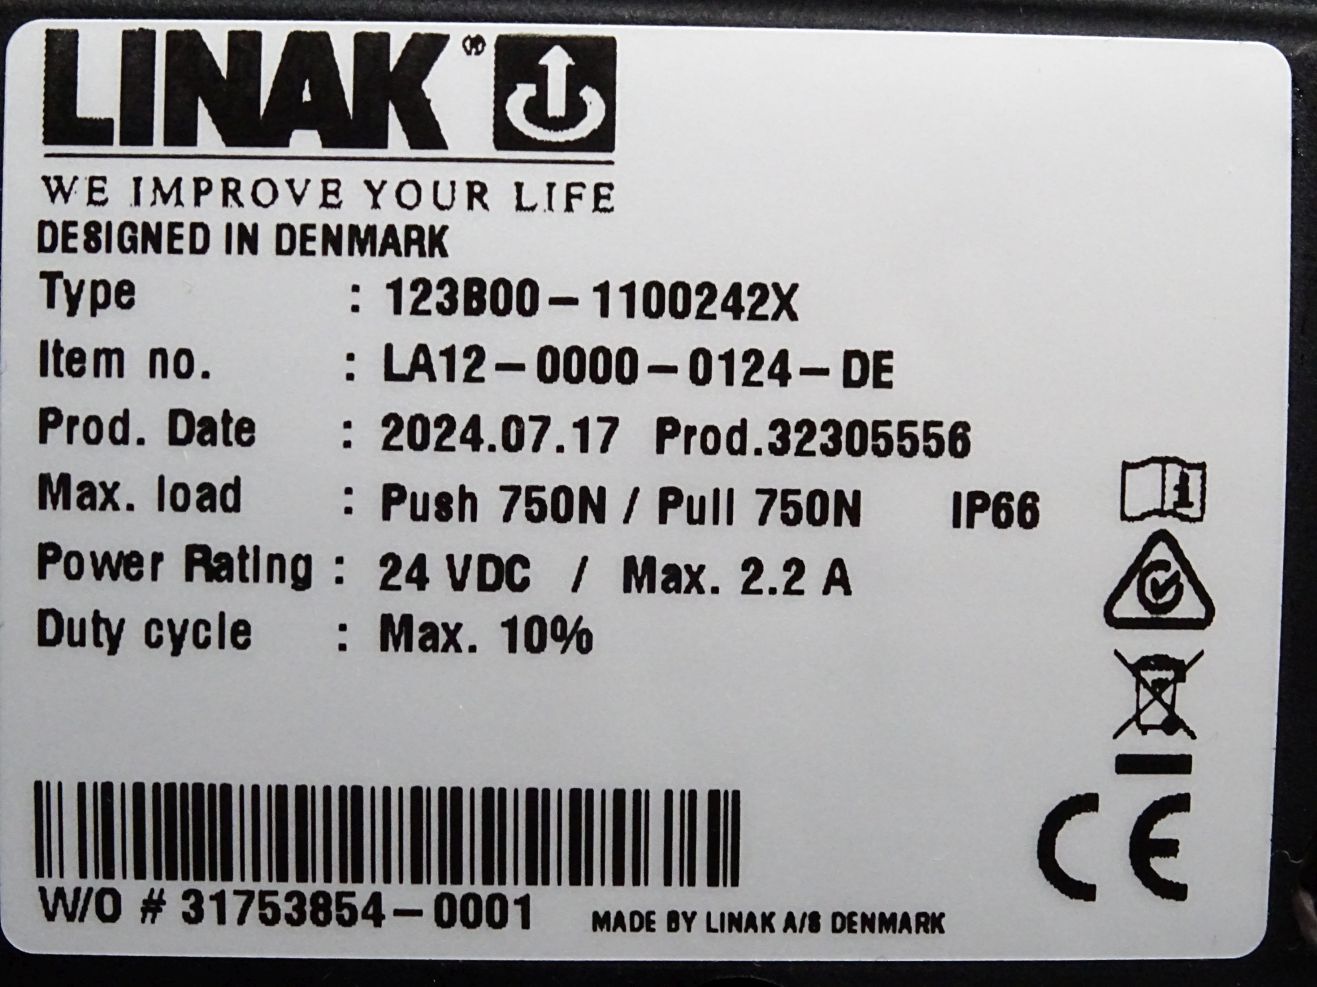 LINAK®
WE IMPROVE YOUR LIFE
DESIGNED IN DENMARK
Type : 123B00-1100242X
Item no. : LA12-0000-0124-DE
Prod. Date : 2024.07.17 Prod.32305556
Max. load : Push 750N / Pull 750N IP66
Power Rating : 24 VDC / Max. 2.2 A
Duty cycle : Max. 10%
CE
W/O # 31753854-0001 MADE BY LINAK A/S DENMARK